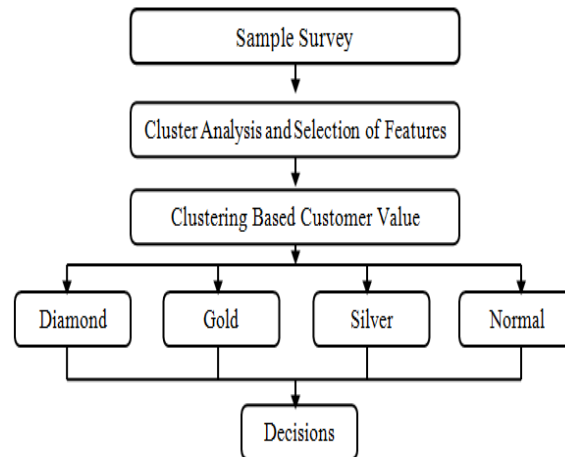 Sample Survey
Cluster Analysis and Selection of Features
Clustering Based Customer Value
Diamond
Gold
Silver
Normal
Decisions